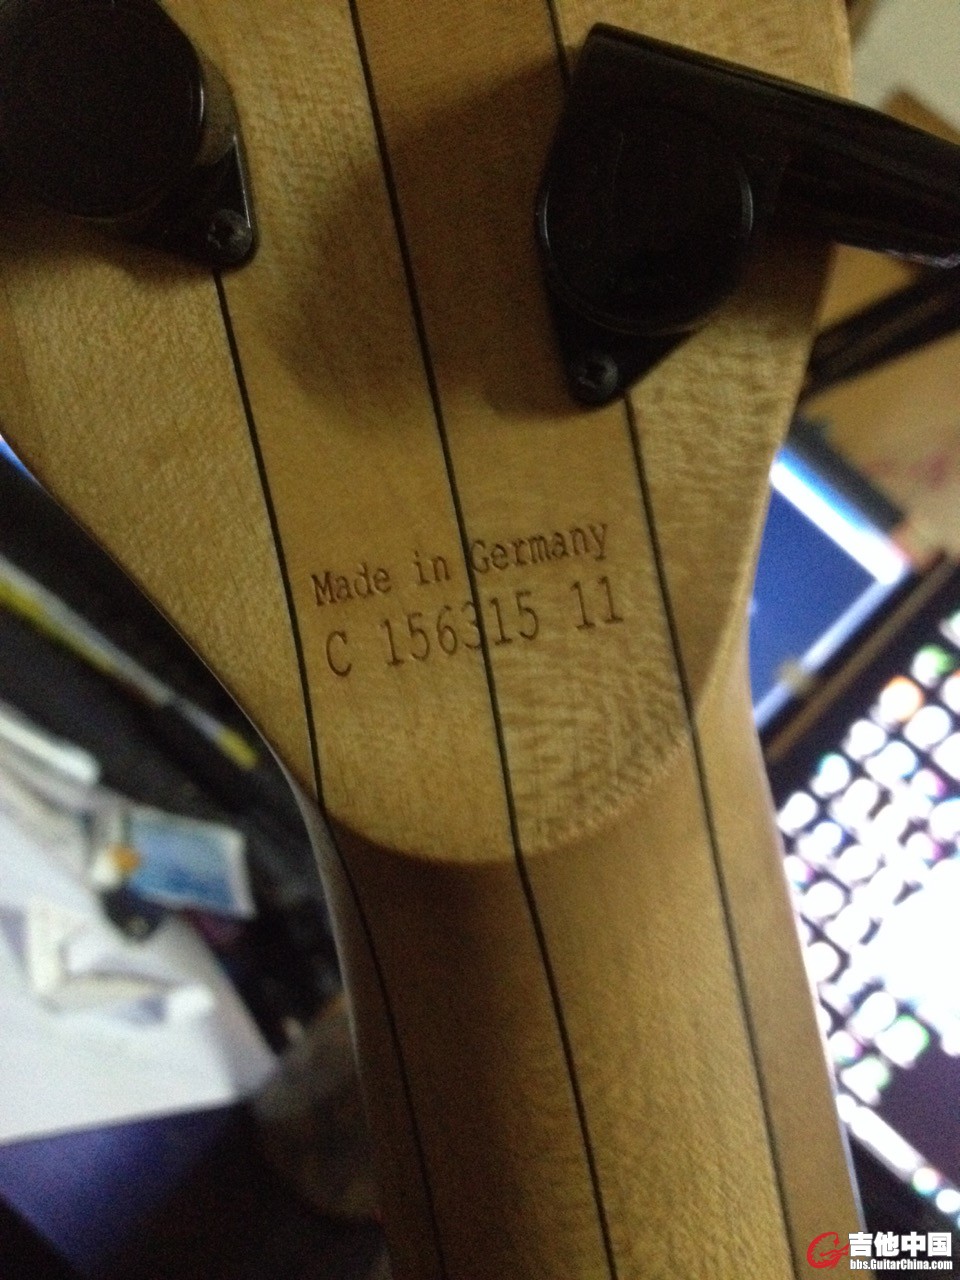 Made in Germany
C 156315 11
吉他中国
bbs.GuitarChina.com